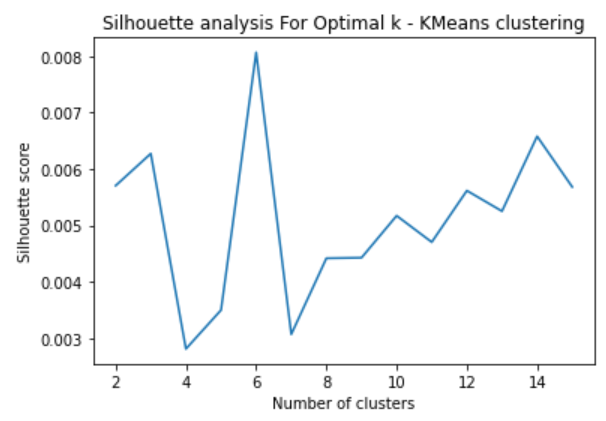 Silhouette analysis For Optimal k - KMeans clustering
0.008
0.007
0.006
0.005
0.004
0.003
Silhouette score
2 4 6 8 10 12 14
Number of clusters